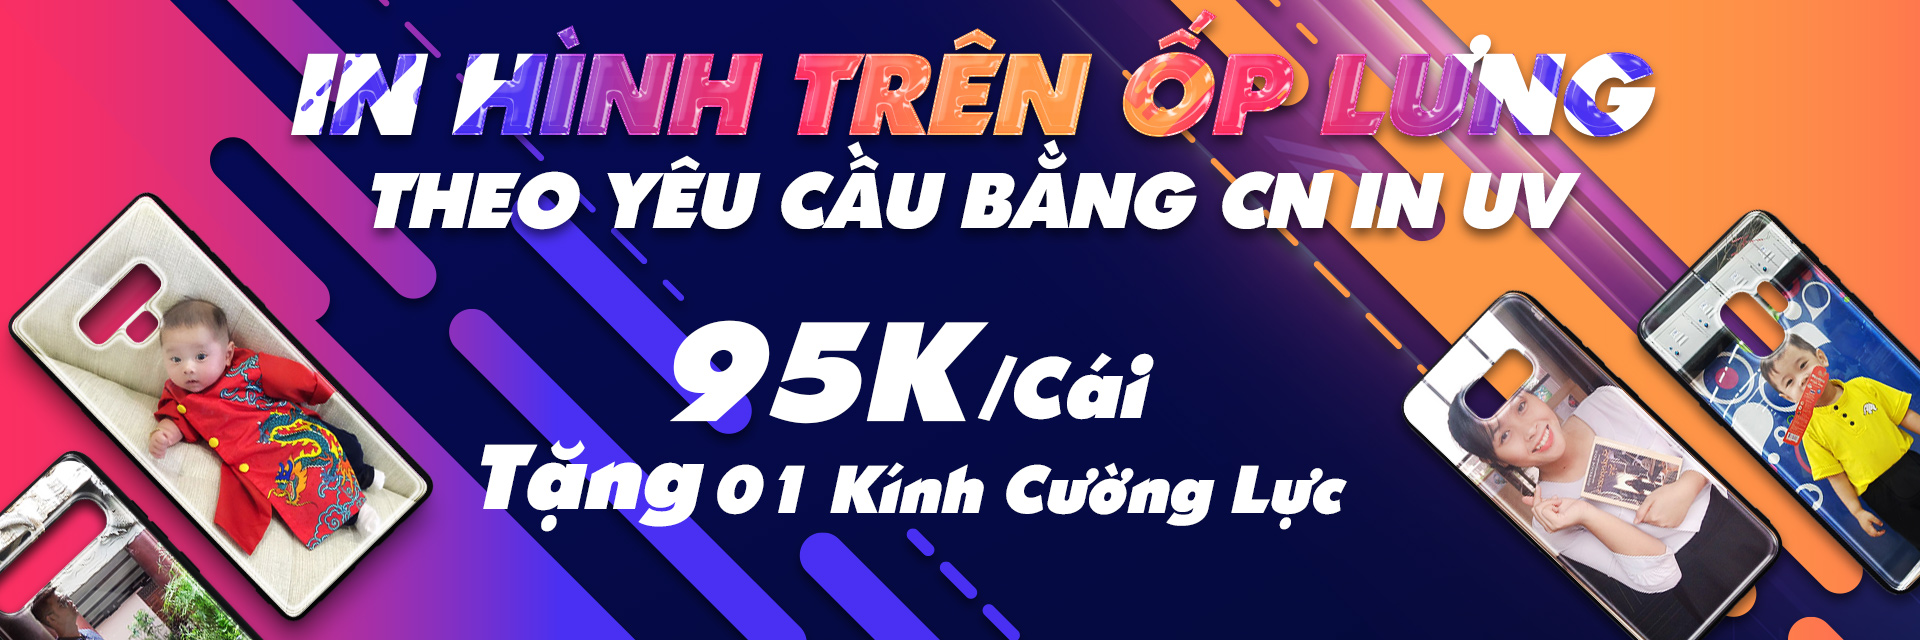 IN HÌNH TRÊN ỐP LƯNG
THEO YÊU CẦU BẰNG CN IN UV
95K/Cái
Tặng 01 Kính Cường Lực